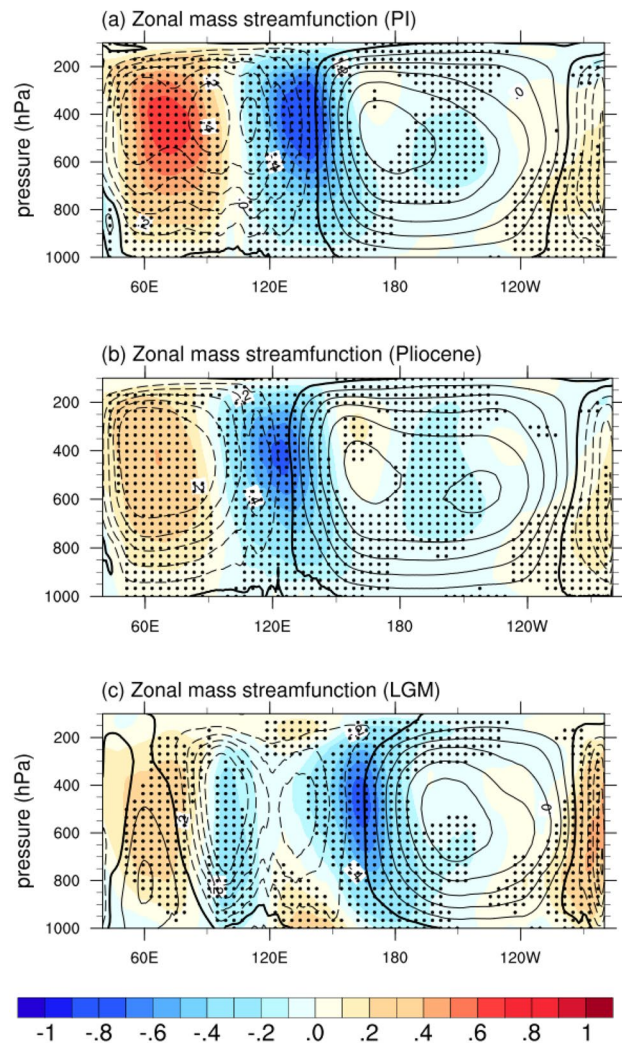 (a) Zonal mass streamfunction (PI)
pressure (hPa)
200
400
600
800
1000
60E 120E 180 120W
(b) Zonal mass streamfunction (Pliocene)
200
400
600
800
1000
60E 120E 180 120W
(c) Zonal mass streamfunction (LGM)
pressure (hPa)
200
400
600
800
1000
60E 120E 180 120W
-1 -.8 -.6 -.4 -.2 .0 .2 .4 .6 .8 1